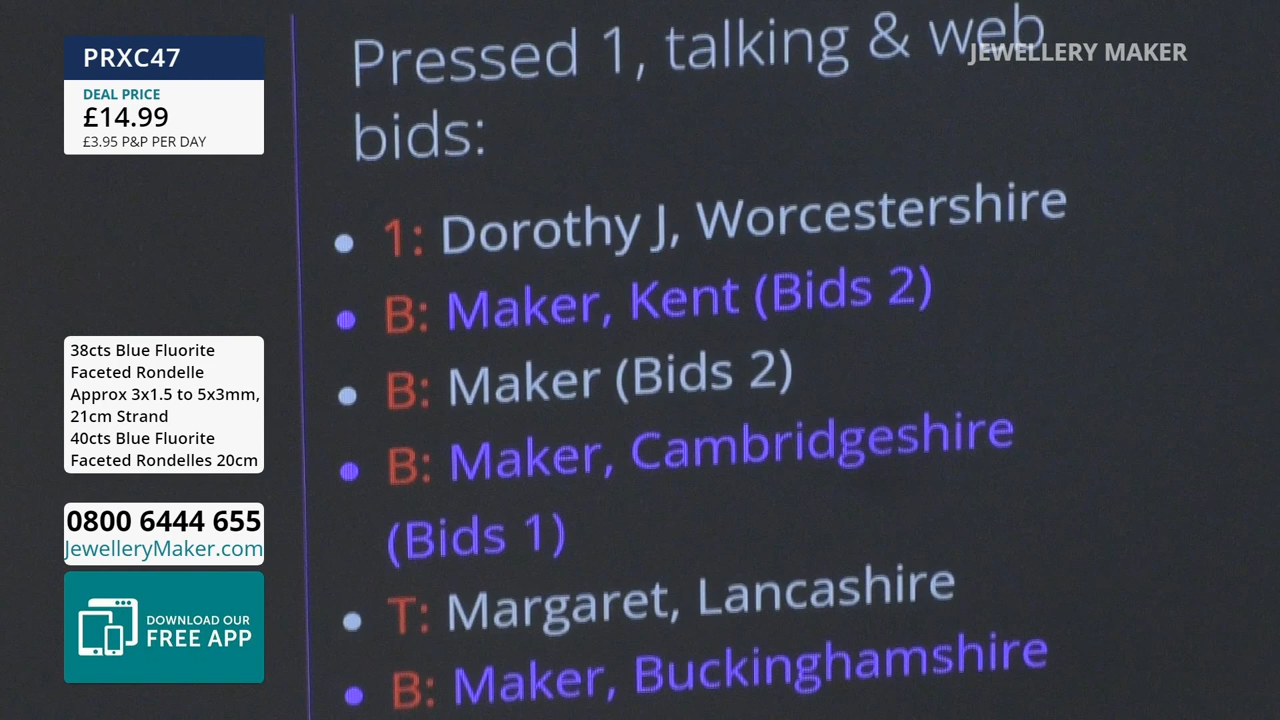 PRXC47
DEAL PRICE
£14.99
£3.95 P&P PER DAY
38cts Blue Fluorite
Faceted Rondelle
Approx 3x1.5 to 5x3mm,
21cm Strand
40cts Blue Fluorite
Faceted Rondelles 20cm
0800 6444 655
JewelleryMaker.com
DOWNLOAD OUR
FREE APP
JEWELLERY MAKER
Pressed 1, talking & web
bids:
• 1: Dorothy J, Worcestershire
• B: Maker, Kent (Bids 2)
• B: Maker (Bids 2)
• B: Maker, Cambridgeshire
(Bids 1)
• T: Margaret, Lancashire
• B: Maker, Buckinghamshire